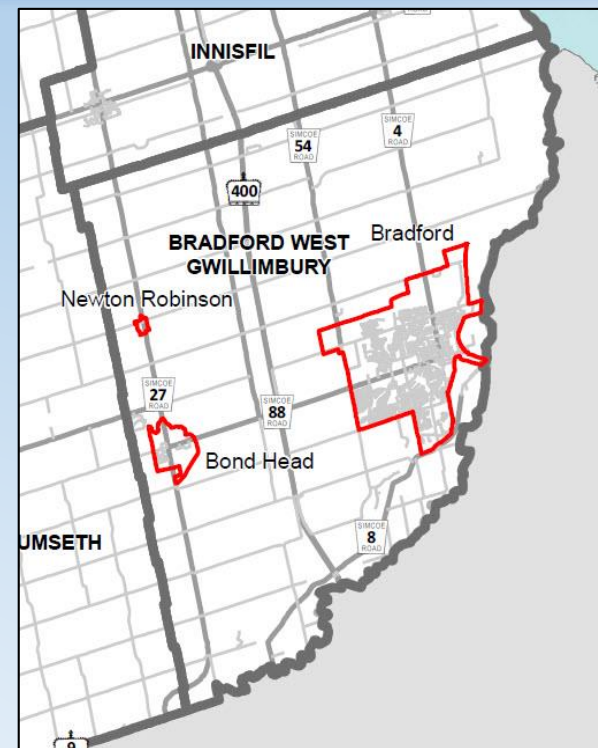 INNISFIL
SIMCOE
4
ROAD
SIMCOE
54
ROAD
400
BRADFORD WEST
GWILLIMBURY
Bradford
Newton Robinson
SIMCOE
27
ROAD
SIMCOE
88
ROAD
Bond Head
UMSETH
SIMCOE
8
ROAD
9